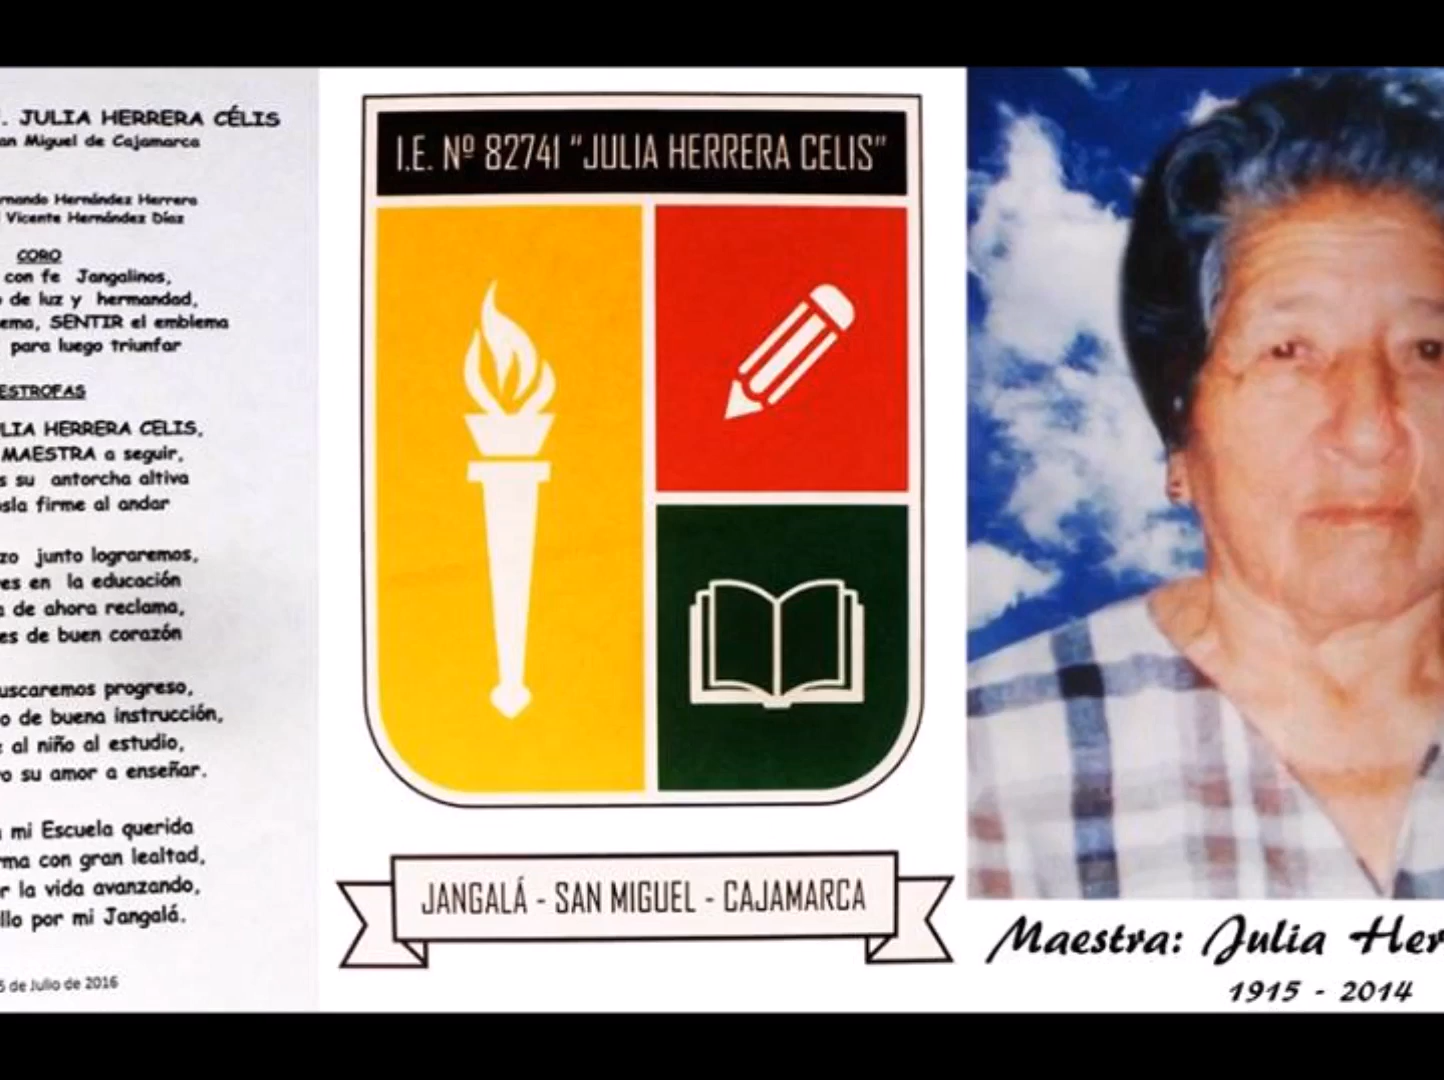 . JULIA HERRERA CÉLIS
an Miguel de Cajamarca
rnando Hernández Herrera
Vicente Hernández Díaz
CORO
con fe Jangalinos,
o de luz y hermandad,
ema, SENTIR el emblema
para luego triunfar
ESTROFAS
LIA HERRERA CELIS,
MAESTRA a seguir,
s su antorcha altiva
osla firme al andar
zo junto lograremos,
es en la educación
a de ahora reclama,
es de buen corazón
uscaremos progreso,
o de buena instrucción,
al niño al estudio,
o su amor a enseñar.
mi Escuela querida
rma con gran lealtad,
r la vida avanzando,
llo por mi Jangalá.
5 de Julio de 2016
I.E. Nº 82741 "JULIA HERRERA CELIS"
JANGALÁ - SAN MIGUEL - CAJAMARCA
Maestra: Julia Her
1915 - 2014